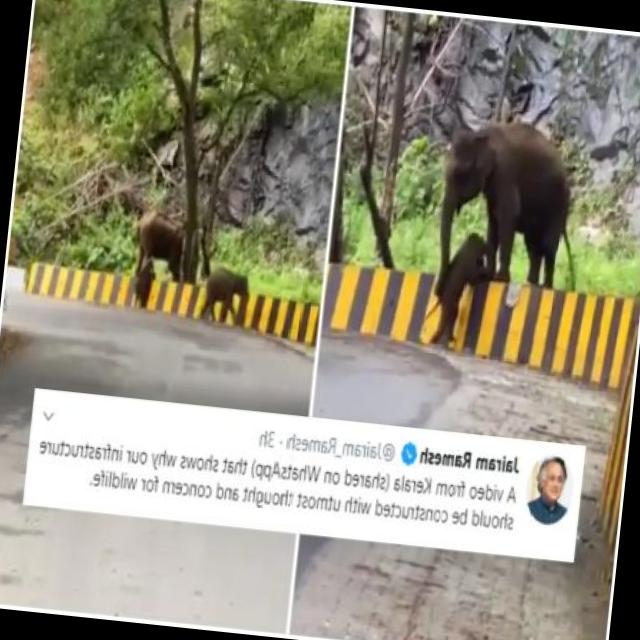 Jairam Ramesh @Jairam_Ramesh · 3h
A video from Kerala (shared on WhatsApp) that shows why our infrastructure
should be constructed with utmost thought and concern for wildlife.